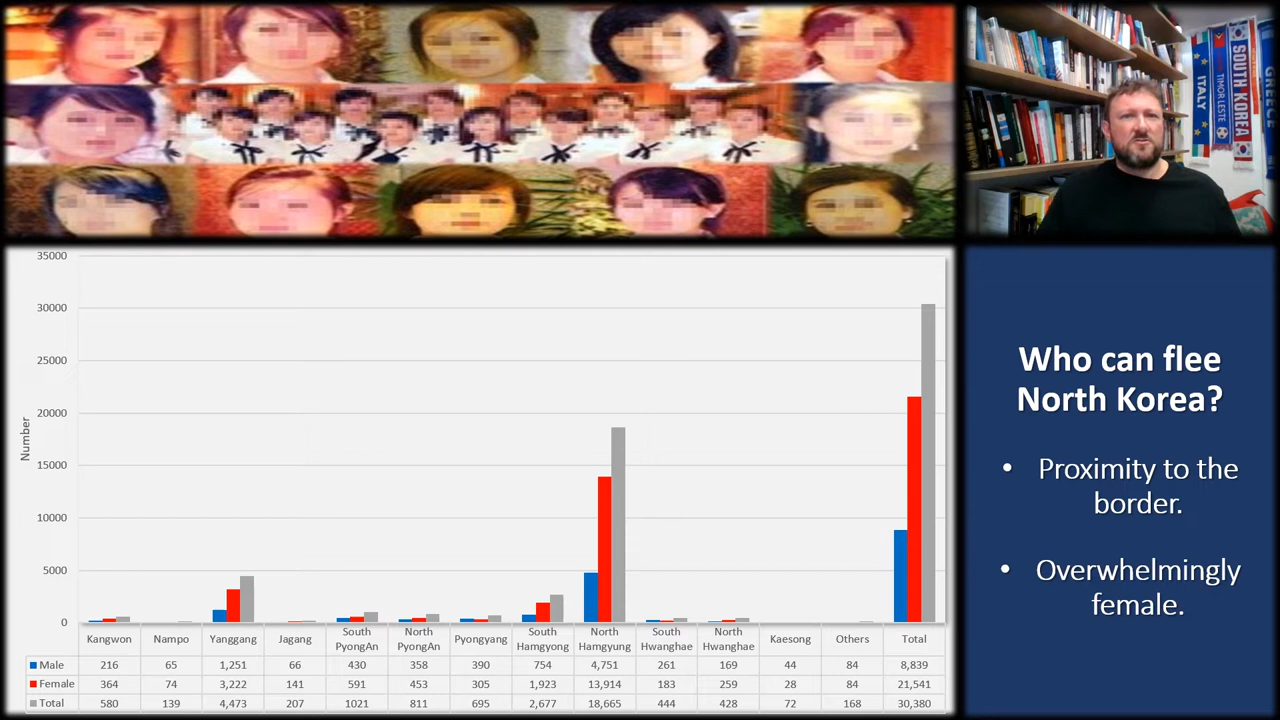 ITALY
TIMOR LESTE
SOUTH KOREA
GREECE
35000
30000
25000
20000
15000
10000
5000
0
Number
Kangwon Nampo Yanggang Jagang South PyongAn North PyongAn Pyongyang South Hamgyong North Hamgyung South Hwanghae North Hwanghae Kaesong Others Total
Male 216 65 1,251 66 430 358 390 754 4,751 261 169 44 84 8,839
Female 364 74 3,222 141 591 453 305 1,923 13,914 183 259 28 84 21,541
Total 580 139 4,473 207 1021 811 695 2,677 18,665 444 428 72 168 30,380
Who can flee
North Korea?
• Proximity to the
border.
• Overwhelmingly
female.